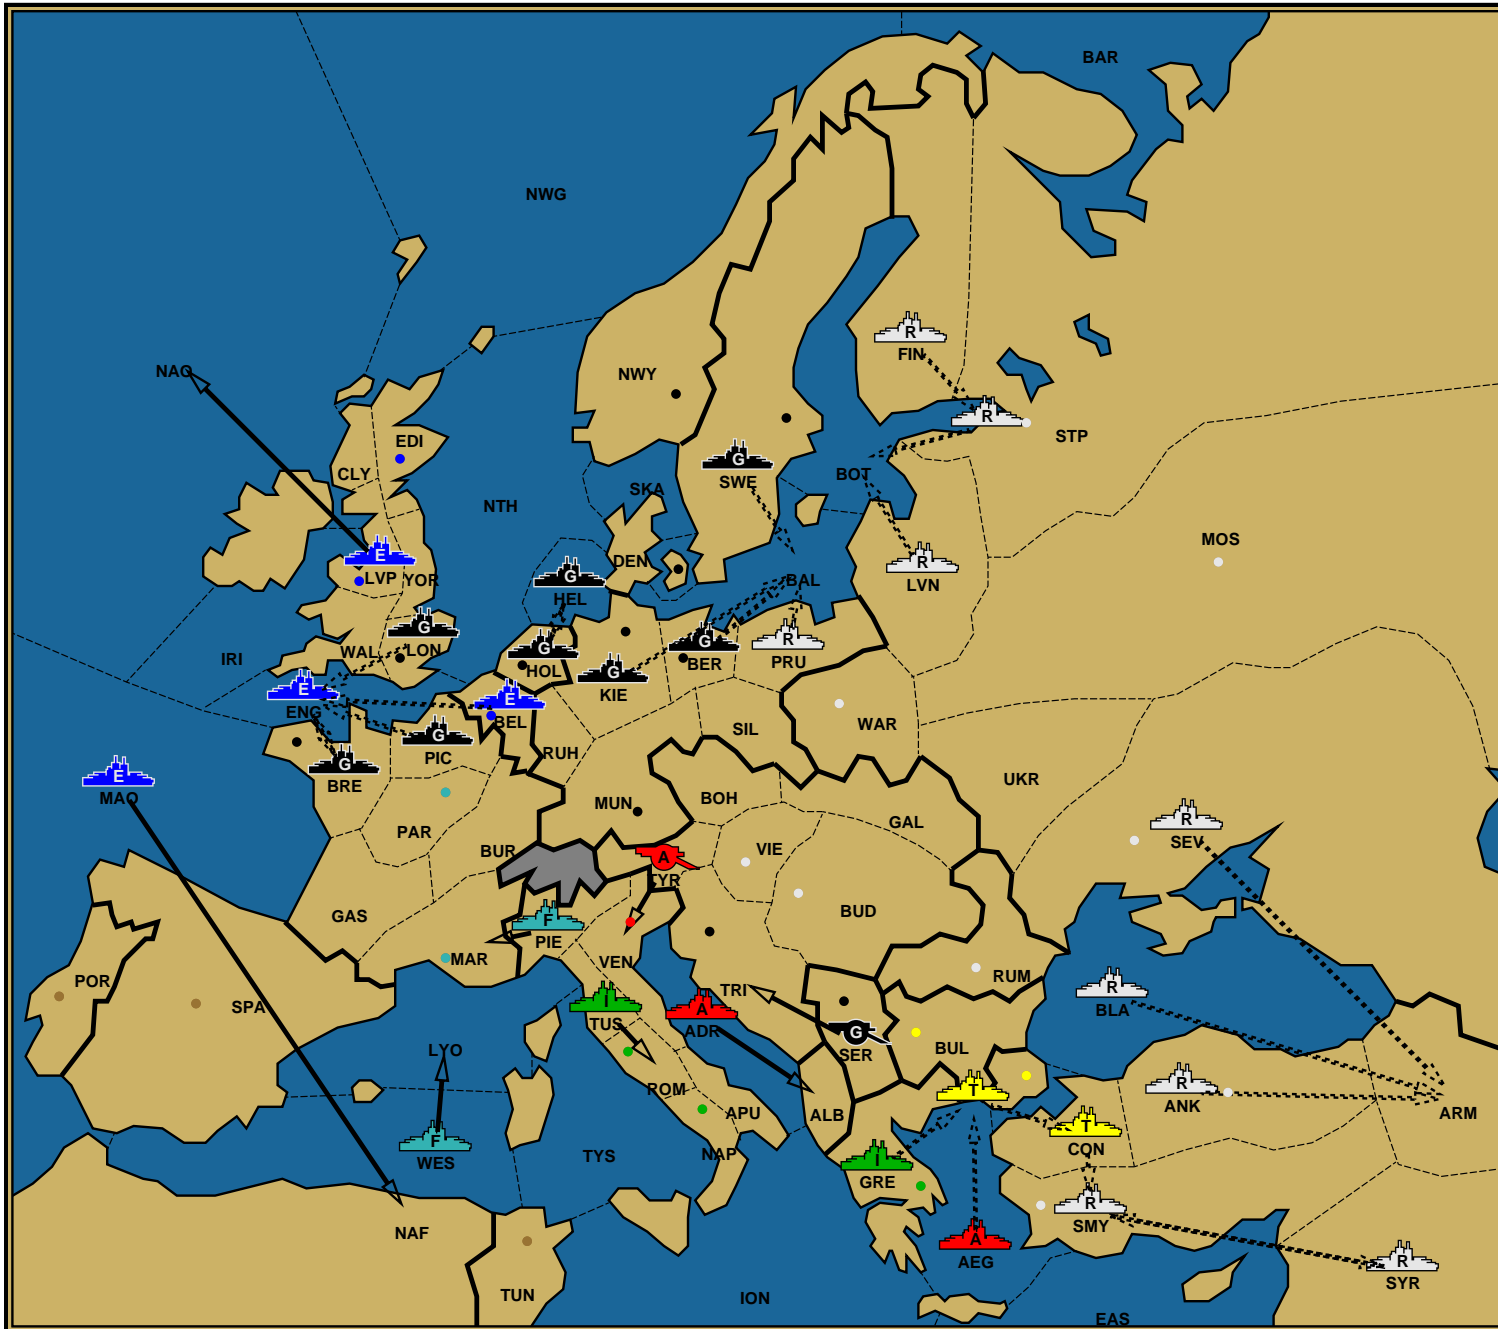 BAR
NWG
R
FIN
NAO
NWY
R
STP
EDI
G
SWE
CLY
BOT
SKA
NTH
MOS
E
LVP
YOR
DEN
R
LVN
G
HEL
BAL
G
LON
WAL
IRI
G
HOL
G
BER
R
PRU
G
KIE
E
ENG
E
BEL
WAR
SIL
G
PIC
RUH
G
BRE
E
MAO
UKR
MUN
BOH
R
SEV
GAL
PAR
BUR
VIE
A
TYR
BUD
GAS
F
PIE
MAR
VEN
POR
SPA
RUM
TRI
R
BLA
I
TUS
A
ADR
G
SER
BUL
LYO
ROM
T
R
ANK
ARM
APU
ALB
T
CON
F
WES
TYS
NAP
I
GRE
R
SMY
NAF
A
AEG
R
SYR
TUN
ION
EAS